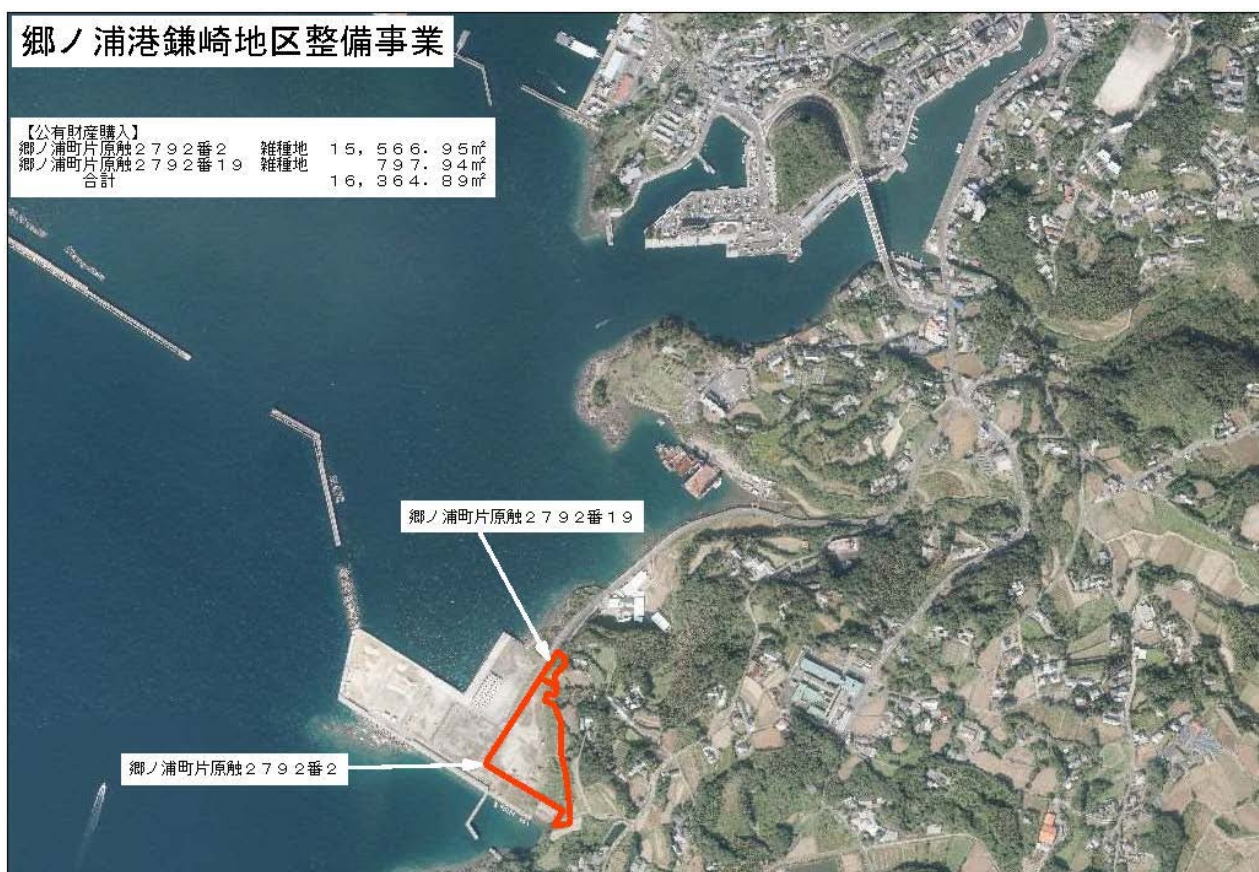 郷ノ浦港鎌崎地区整備事業
【公有財産購入】
郷ノ浦町片原触2792番2 雑種地 15,566.95㎡
郷ノ浦町片原触2792番19 雑種地 797.94㎡
合計 16,364.89㎡
郷ノ浦町片原触2792番19
郷ノ浦町片原触2792番2